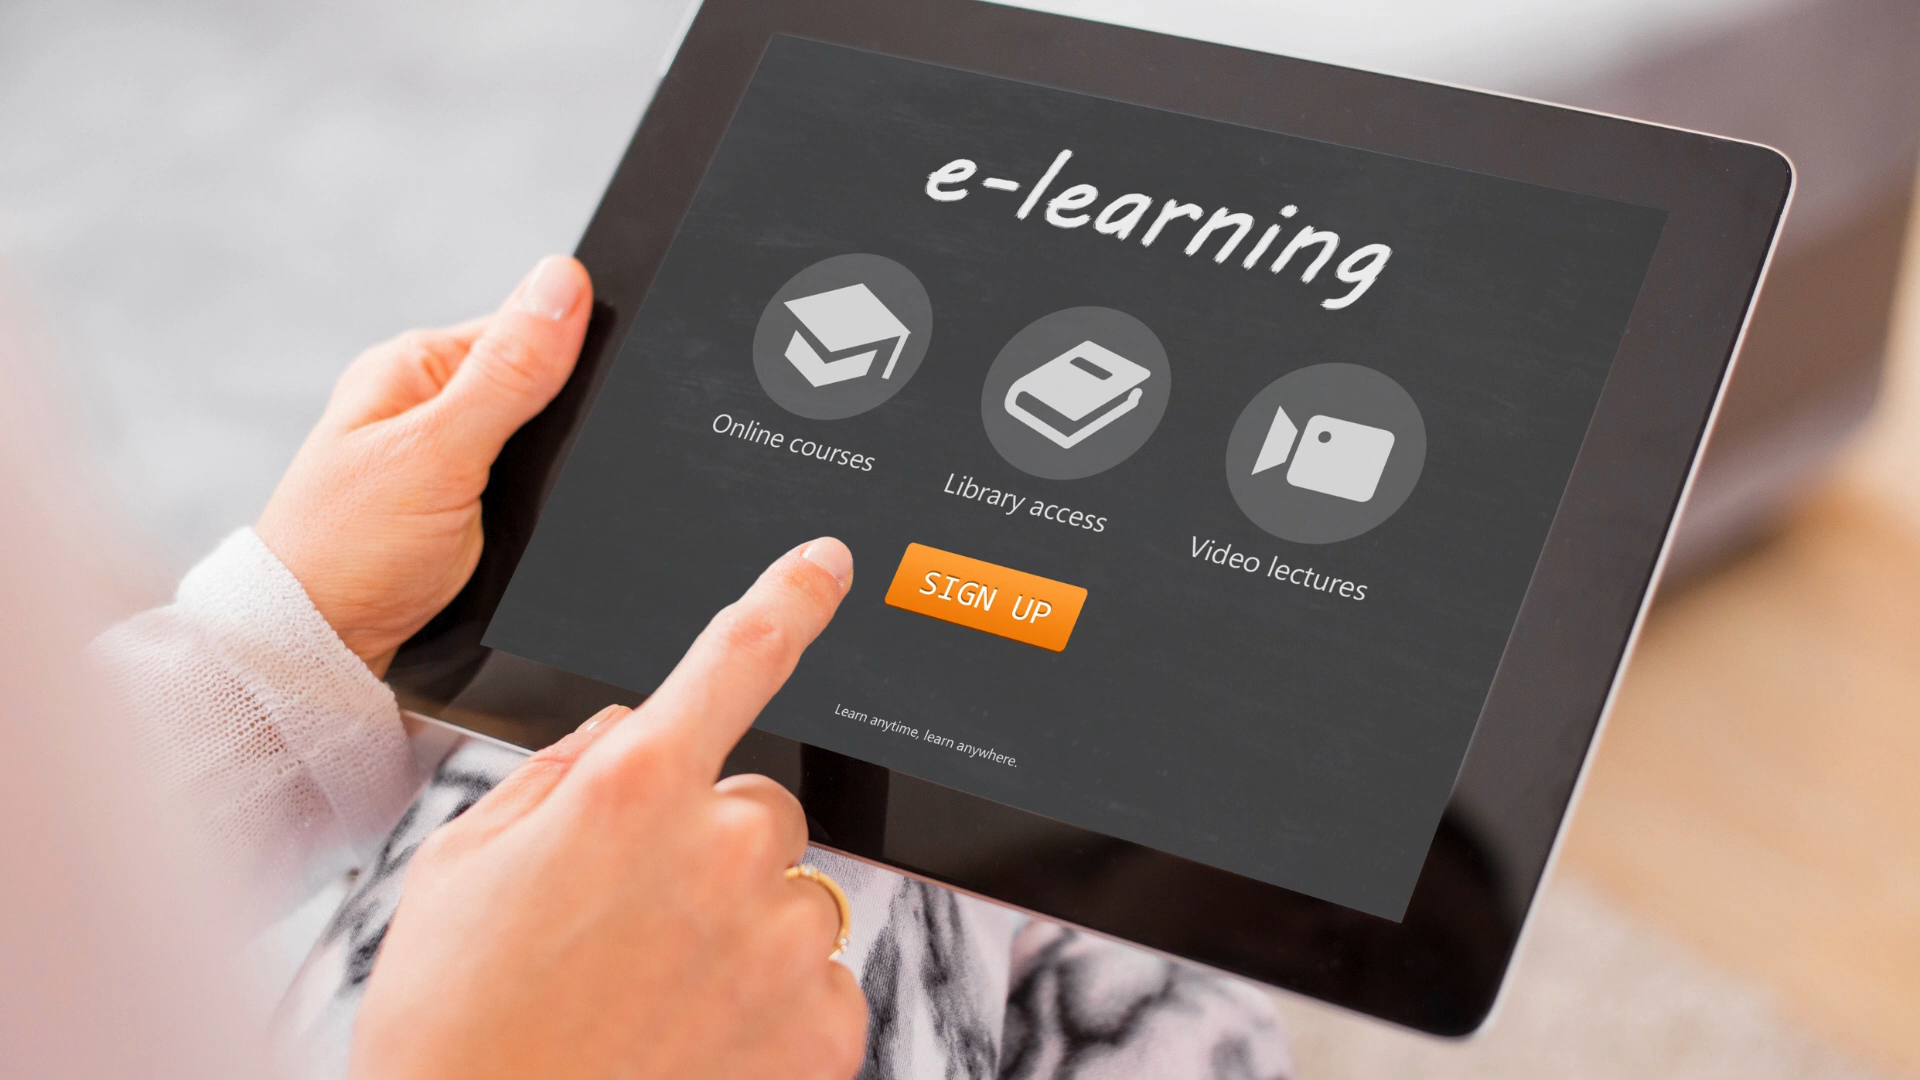 e-learning
Online courses
Library access
Video lectures
SIGN UP
Learn anytime, learn anywhere.